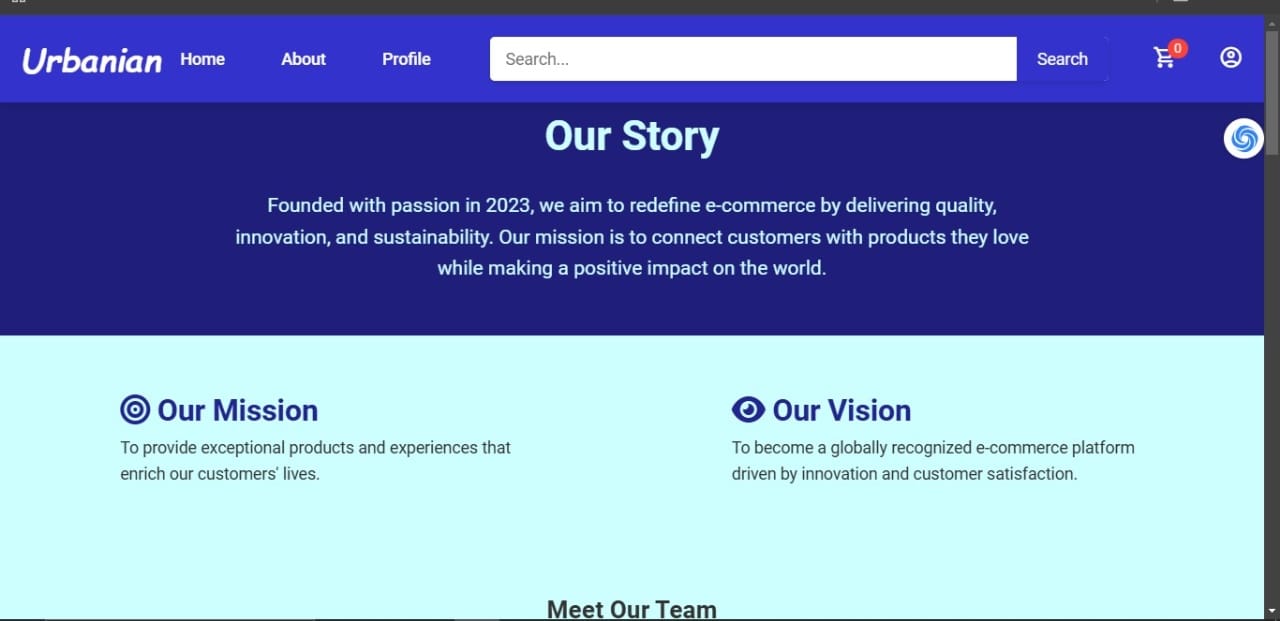 Urbanian Home About Profile Search... Search 0
Our Story
Founded with passion in 2023, we aim to redefine e-commerce by delivering quality,
innovation, and sustainability. Our mission is to connect customers with products they love
while making a positive impact on the world.
Our Mission
To provide exceptional products and experiences that
enrich our customers' lives.
Our Vision
To become a globally recognized e-commerce platform
driven by innovation and customer satisfaction.
Meet Our Team